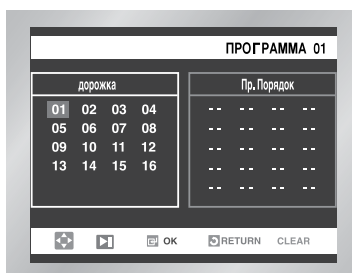 ПРОГРАММА 01
дорожка Пр.Порядок
01 02 03 04 -- -- -- --
05 06 07 08 -- -- -- --
09 10 11 12 -- -- -- --
13 14 15 16 -- -- -- --
-- -- -- --
OK RETURN CLEAR